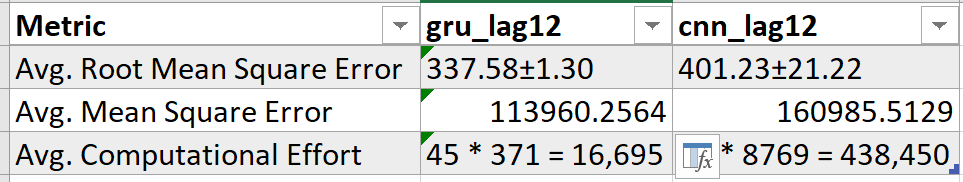 Metric gru_lag12 cnn_lag12
Avg. Root Mean Square Error 337.58±1.30 401.23±21.22
Avg. Mean Square Error 113960.2564 160985.5129
Avg. Computational Effort 45 * 371 = 16,695 fx * 8769 = 438,450